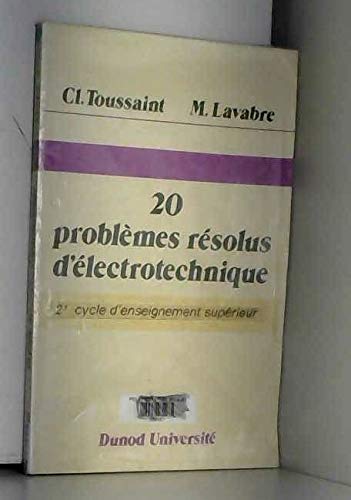 Cl. Toussaint M. Lavabre
20
problèmes résolus
d'électrotechnique
2e cycle d'enseignement supérieur
Dunod Université